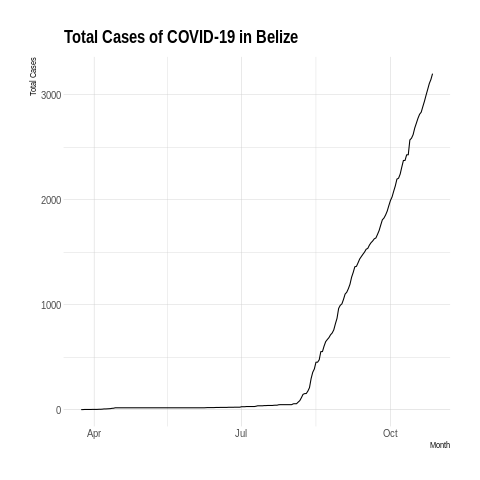 Total Cases of COVID-19 in Belize
Total Cases
3000
2000
1000
0
Apr
Jul
Oct
Month